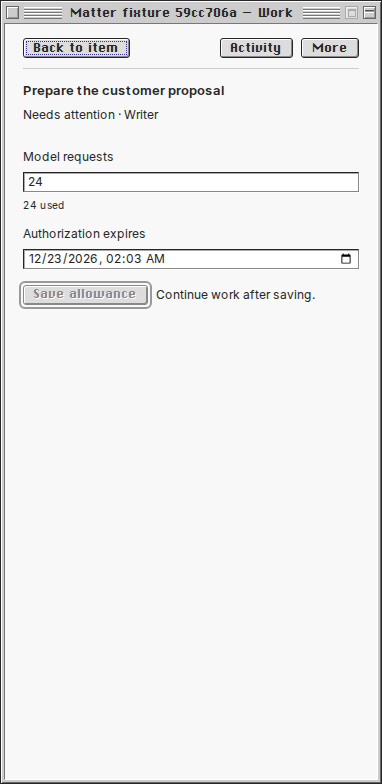 Matter fixture 59cc706a — Work
Back to item Activity More
Prepare the customer proposal
Needs attention · Writer
Model requests
24
24 used
Authorization expires
12/23/2026, 02:03 AM
Save allowance Continue work after saving.